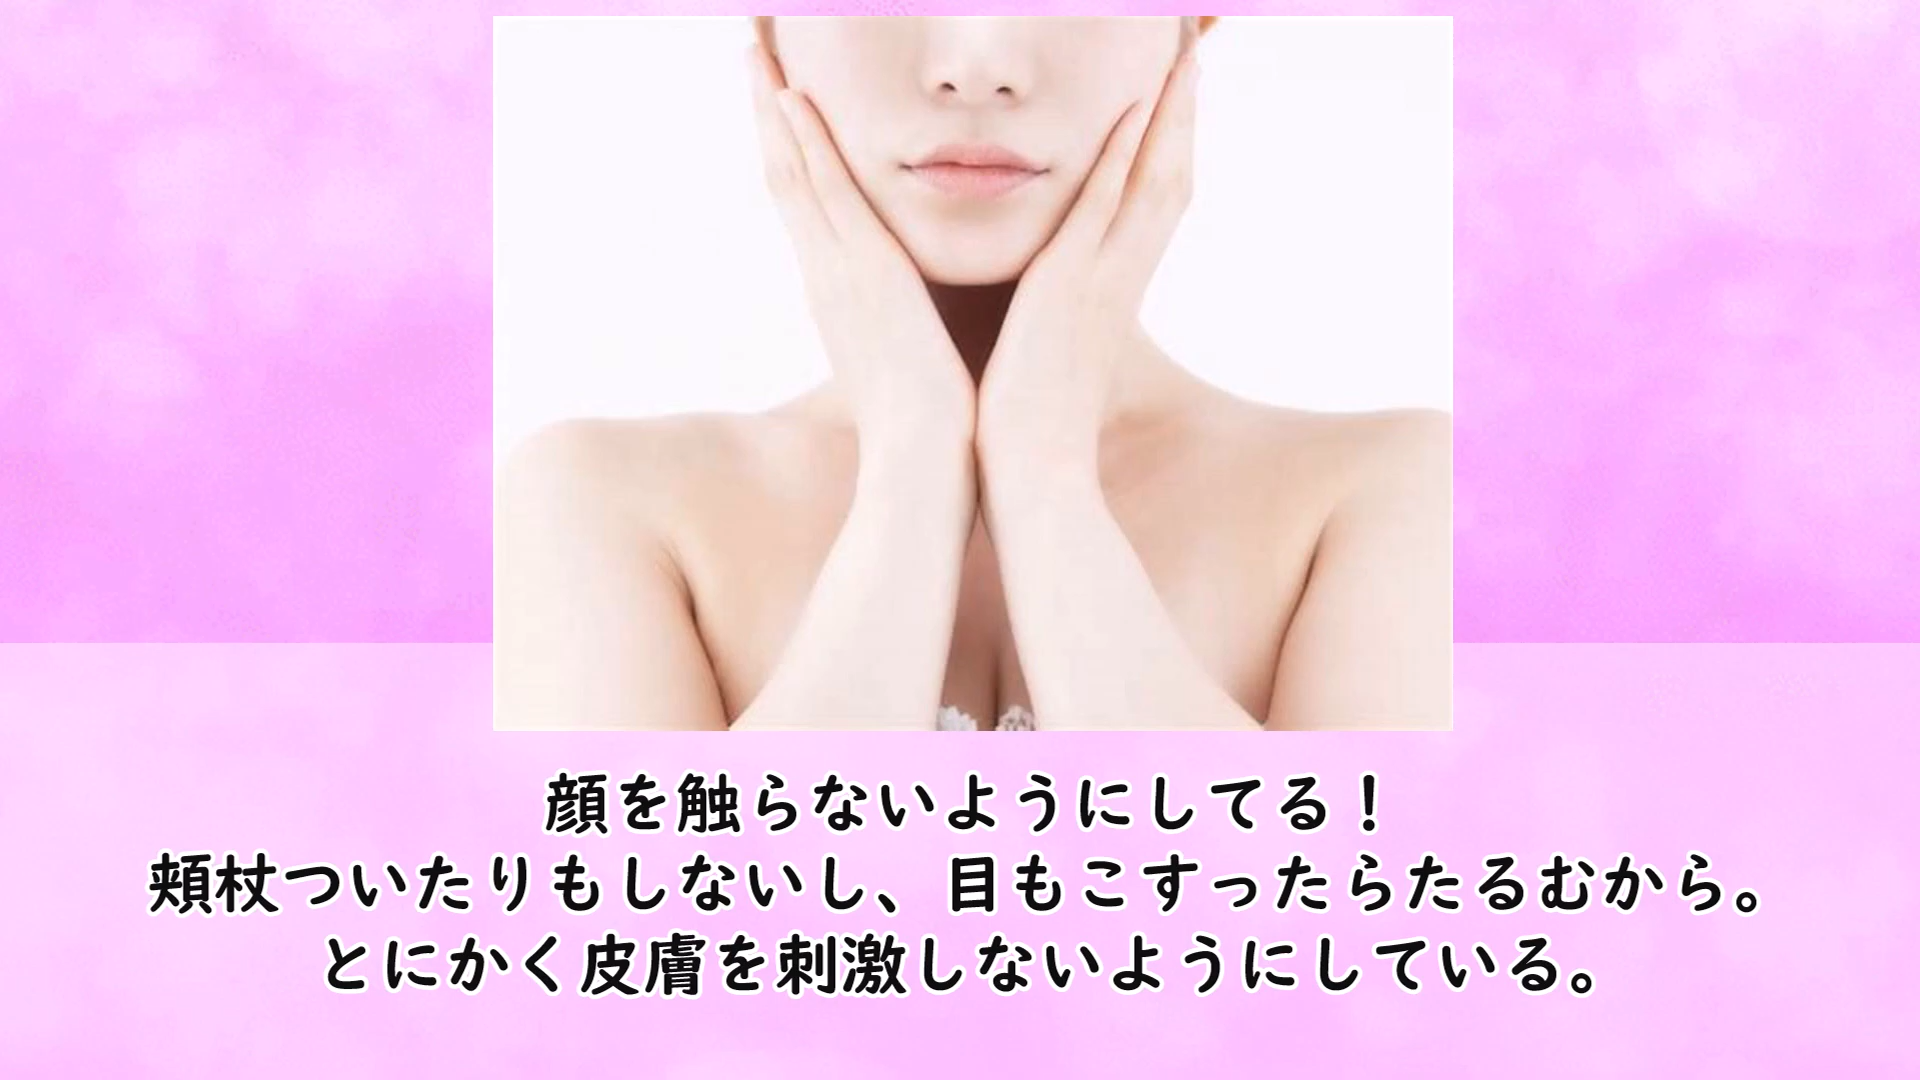 顔を触らないようにしてる！
頬杖ついたりもしないし、目もこすったらたるむから。
とにかく皮膚を刺激しないようにしている。